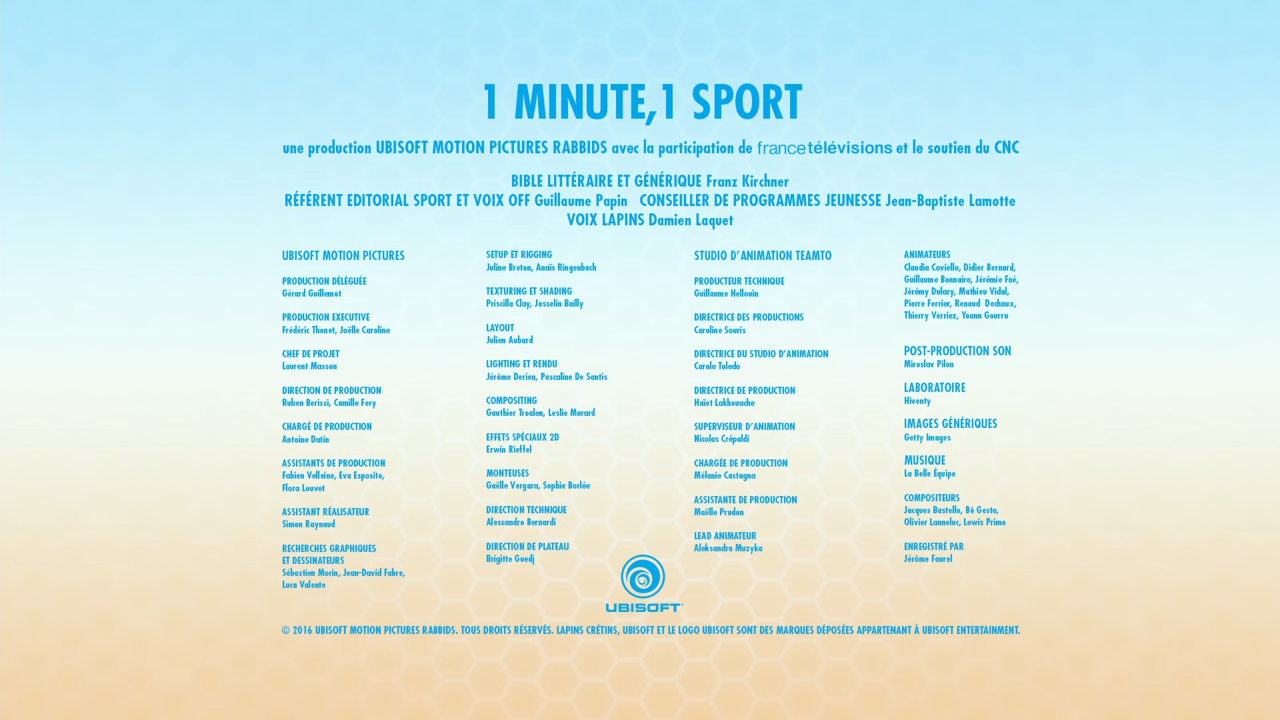 1 MINUTE,1 SPORT
une production UBISOFT MOTION PICTURES RABBIDS avec la participation de francetélévisions et le soutien du CNC
BIBLE LITTÉRAIRE ET GÉNÉRIQUE Franz Kirchner
RÉFÉRENT EDITORIAL SPORT ET VOIX OFF Guillaume Papin CONSEILLER DE PROGRAMMES JEUNESSE Jean-Baptiste Lamotte
VOIX LAPINS Damien Laquet
UBISOFT MOTION PICTURES
PRODUCTION DÉLÉGUÉE
Gérard Guillemot
PRODUCTION EXECUTIVE
Frédéric Thonet, Joëlle Caroline
CHEF DE PROJET
Laurent Masson
DIRECTION DE PRODUCTION
Ruben Berissi, Camille Fery
CHARGÉ DE PRODUCTION
Antoine Datin
ASSISTANTS DE PRODUCTION
Fabien Velleine, Eva Esposito,
Flora Louvet
ASSISTANT RÉALISATEUR
Simon Raynaud
RECHERCHES GRAPHIQUES
ET DESSINATEURS
Sébastien Morin, Jean-David Fabre,
Luca Valente
SETUP ET RIGGING
Juline Breton, Anaïs Ringenbach
TEXTURING ET SHADING
Priscilla Clay, Josselin Bailly
LAYOUT
Julien Aubard
LIGHTING ET RENDU
Jérôme Derien, Pascaline De Santis
COMPOSITING
Gauthier Troalen, Leslie Murard
EFFETS SPÉCIAUX 2D
Erwin Rieffel
MONTEUSES
Gaëlle Vergara, Sophie Borlée
DIRECTION TECHNIQUE
Alessandro Bernardi
DIRECTION DE PLATEAU
Brigitte Guedj
STUDIO D'ANIMATION TEAMTO
PRODUCTEUR TECHNIQUE
Guillaume Hellouin
DIRECTRICE DES PRODUCTIONS
Caroline Souris
DIRECTRICE DU STUDIO D'ANIMATION
Carole Toledo
DIRECTRICE DE PRODUCTION
Haïet Lakhouache
SUPERVISEUR D'ANIMATION
Nicolas Crépaldi
CHARGÉE DE PRODUCTION
Mélanie Castagna
ASSISTANTE DE PRODUCTION
Maëlle Prudon
LEAD ANIMATEUR
Aleksandra Muzyka
ANIMATEURS
Claudia Coviello, Didier Bernard,
Guillaume Bonnaire, Jérémie Faé,
Jérémy Dulary, Mathieu Vidal,
Pierre Ferrier, Renaud Dechaux,
Thierry Verriez, Yoann Gourru
POST-PRODUCTION SON
Miroslav Pilon
LABORATOIRE
Hiventy
IMAGES GÉNÉRIQUES
Getty Images
MUSIQUE
La Belle Équipe
COMPOSITEURS
Jacques Bastello, Bô Geste,
Olivier Lanneluc, Lewis Primo
ENREGISTRÉ PAR
Jérôme Faurel
UBISOFT
© 2016 UBISOFT MOTION PICTURES RABBIDS. TOUS DROITS RÉSERVÉS. LAPINS CRÉTINS, UBISOFT ET LE LOGO UBISOFT SONT DES MARQUES DÉPOSÉES APPARTENANT À UBISOFT ENTERTAINMENT.